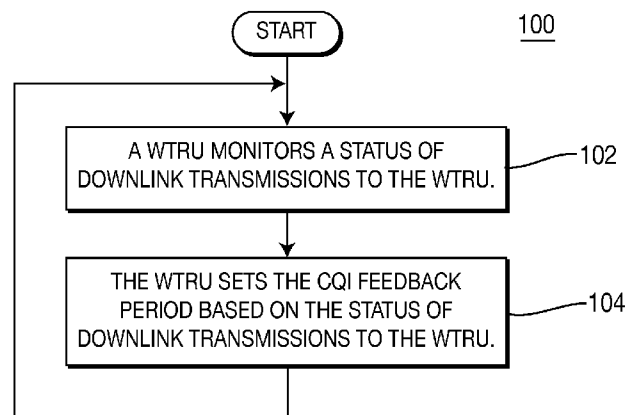 START
100
A WTRU MONITORS A STATUS OF
DOWNLINK TRANSMISSIONS TO THE WTRU.
102
THE WTRU SETS THE CQI FEEDBACK
PERIOD BASED ON THE STATUS OF
DOWNLINK TRANSMISSIONS TO THE WTRU.
104